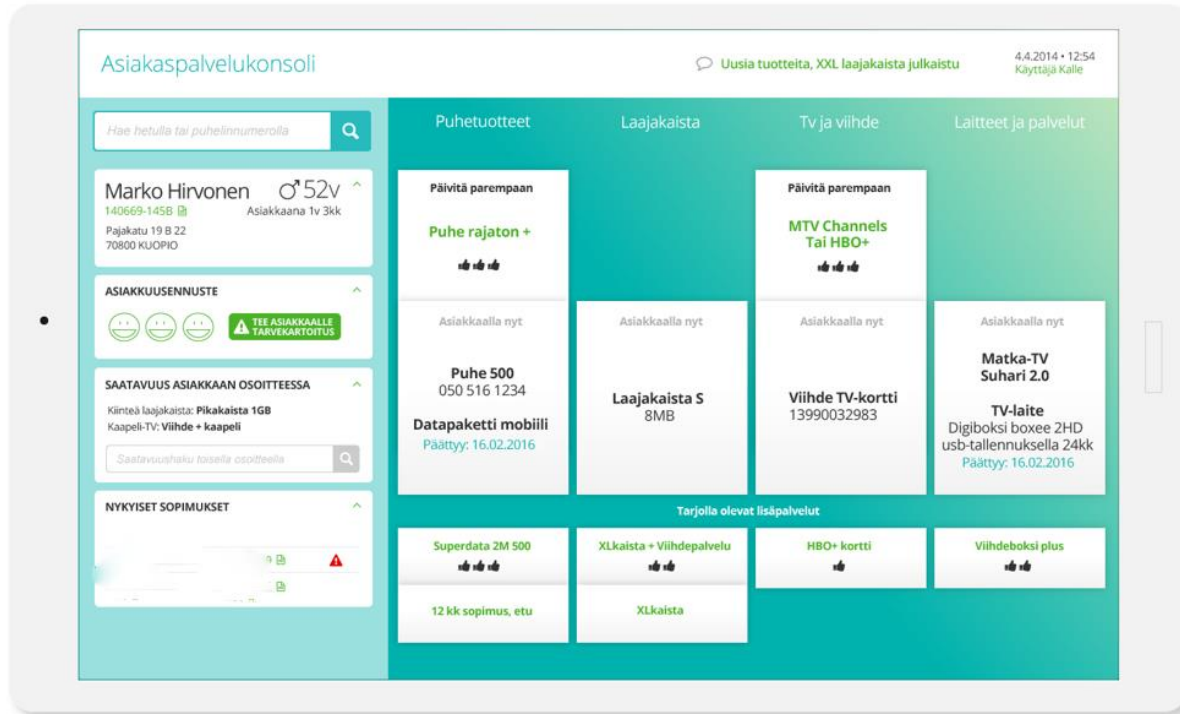 Asiakaspalvelukonsoli
Uusia tuotteita, XXL laajakaista julkaistu
4.4.2014 • 12:54
Käyttäjä Kalle
Hae hetulla tai puhelinnumerolla
Marko Hirvonen ♂ 52v
140669-145B Asiakkaana 1v 3kk
Pajakatu 19 B 22
70800 KUOPIO
ASIAKKUUSENNUSTE
TEE ASIAKKAALLE
TARVEKARTOITUS
SAATAVUUS ASIAKKAAN OSOITTEESSA
Kiinteä laajakaista: Pikakaista 1GB
Kaapeli-TV: Viihde + kaapeli
Saatavuushaku toisella osoitteella
NYKYISET SOPIMUKSET
Puhetuotteet
Laajakaista
Tv ja viihde
Laitteet ja palvelut
Päivitä parempaan
Puhe rajaton +
Päivitä parempaan
MTV Channels
Tai HBO+
Asiakkaalla nyt
Puhe 500
050 516 1234
Datapaketti mobiili
Päättyy: 16.02.2016
Asiakkaalla nyt
Laajakaista S
8MB
Asiakkaalla nyt
Viihde TV-kortti
13990032983
Asiakkaalla nyt
Matka-TV
Suhari 2.0
TV-laite
Digiboksi boxee 2HD
usb-tallennuksella 24kk
Päättyy: 16.02.2016
Tarjolla olevat lisäpalvelut
Superdata 2M 500
XLkaista + Viihdepalvelu
HBO+ kortti
Viihdeboksi plus
12 kk sopimus, etu
XLkaista